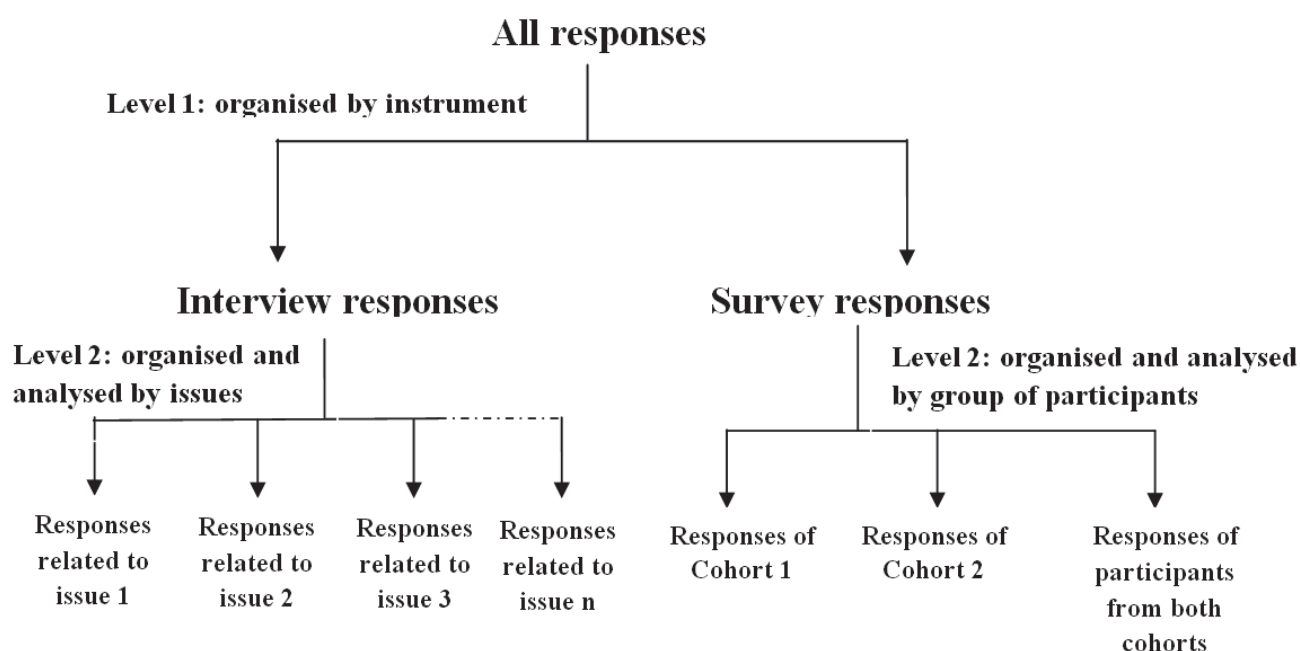 All responses
Level 1: organised by instrument
Interview responses
Survey responses
Level 2: organised and
analysed by issues
Level 2: organised and analysed
by group of participants
Responses
related to
issue 1
Responses
related to
issue 2
Responses
related to
issue 3
Responses
related to
issue n
Responses of
Cohort 1
Responses of
Cohort 2
Responses of
participants
from both
cohorts